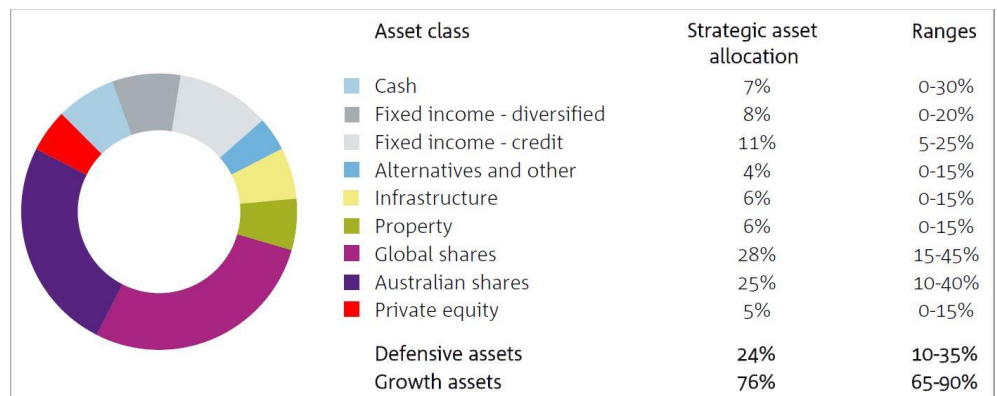 Asset class Strategic asset allocation Ranges
Cash 7% 0-30%
Fixed income - diversified 8% 0-20%
Fixed income - credit 11% 5-25%
Alternatives and other 4% 0-15%
Infrastructure 6% 0-15%
Property 6% 0-15%
Global shares 28% 15-45%
Australian shares 25% 10-40%
Private equity 5% 0-15%
Defensive assets 24% 10-35%
Growth assets 76% 65-90%